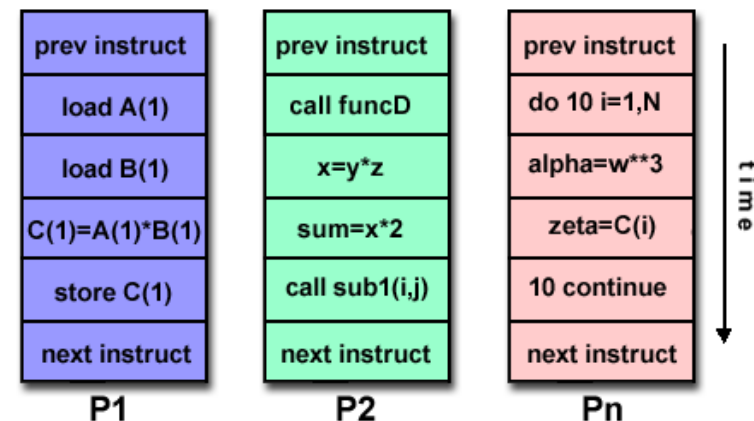 prev instruct
load A(1)
load B(1)
C(1)=A(1)*B(1)
store C(1)
next instruct
P1
prev instruct
call funcD
x=y*z
sum=x*2
call sub1(i,j)
next instruct
P2
prev instruct
do 10 i=1,N
alpha=w**3
zeta=C(i)
10 continue
next instruct
Pn
time